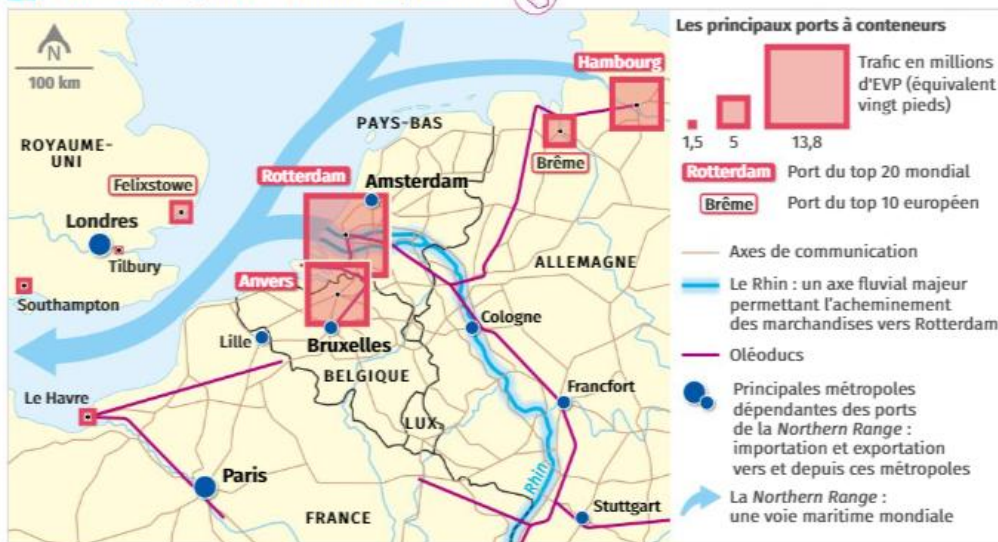 N
100 km
ROYAUME-
UNI
Felixstowe
Londres
Tilbury
Southampton
Le Havre
Paris
FRANCE
Lille
Bruxelles
BELGIQUE
LUX.
Anvers
Rotterdam
Amsterdam
PAYS-BAS
Hambourg
Brême
ALLEMAGNE
Cologne
Francfort
Rhin
Stuttgart
Les principaux ports à conteneurs
Trafic en millions
d'EVP (équivalent
vingt pieds)
1,5 5 13,8
Rotterdam Port du top 20 mondial
Brême Port du top 10 européen
Axes de communication
Le Rhin : un axe fluvial majeur
permettant l'acheminement
des marchandises vers Rotterdam
Oléoducs
Principales métropoles
dépendantes des ports
de la Northern Range :
importation et exportation
vers et depuis ces métropoles
La Northern Range :
une voie maritime mondiale